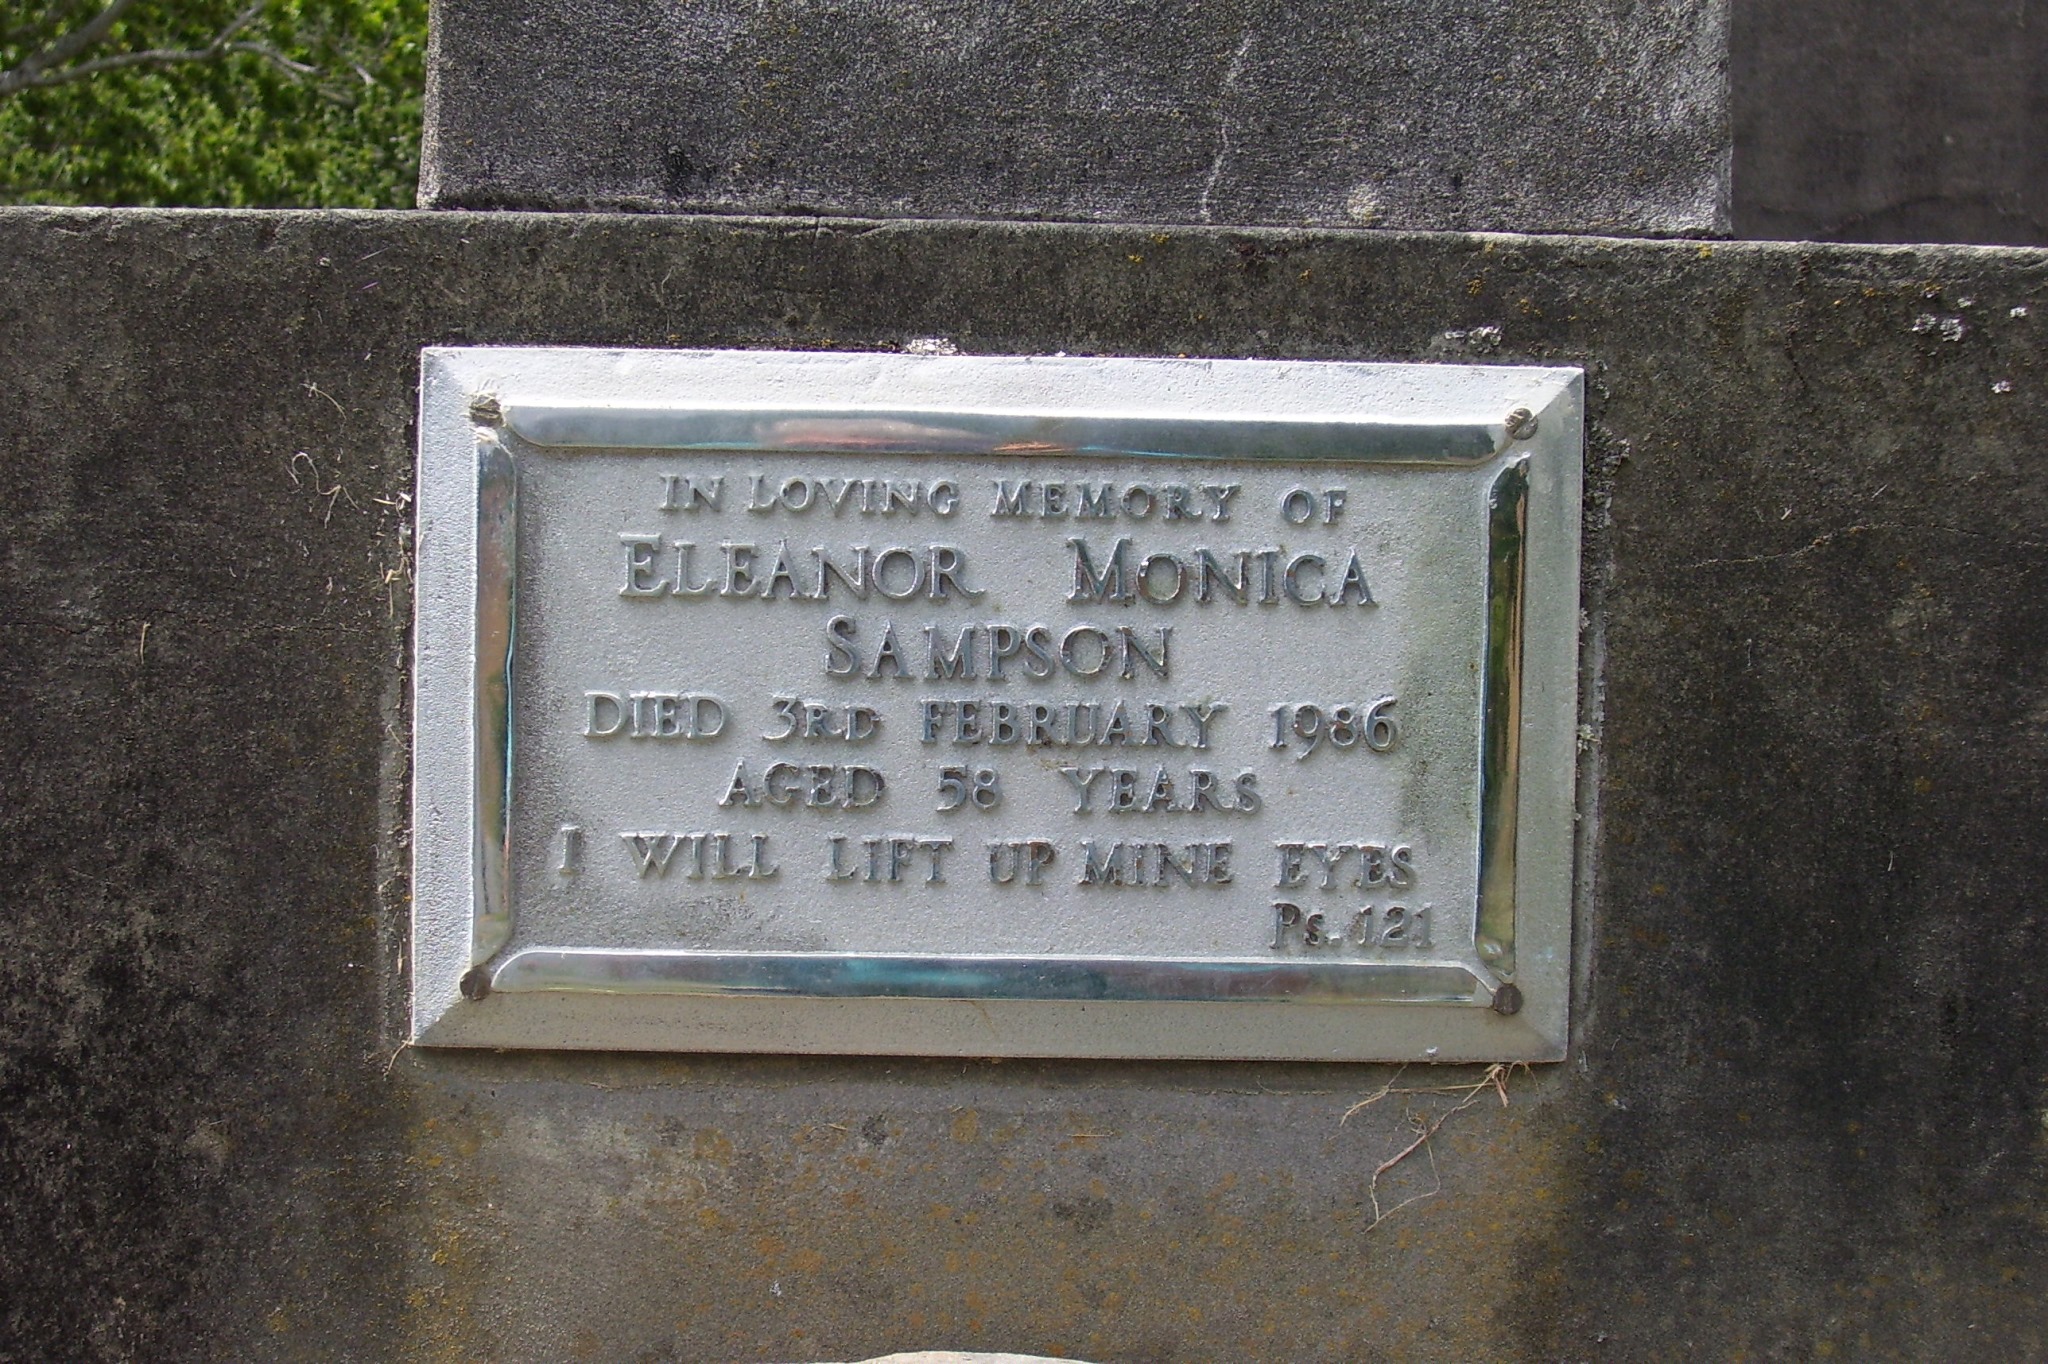 IN LOVING MEMORY OF
ELEANOR MONICA
SAMPSON
DIED 3RD FEBRUARY 1986
AGED 58 YEARS
I WILL LIFT UP MINE EYES
Ps. 121